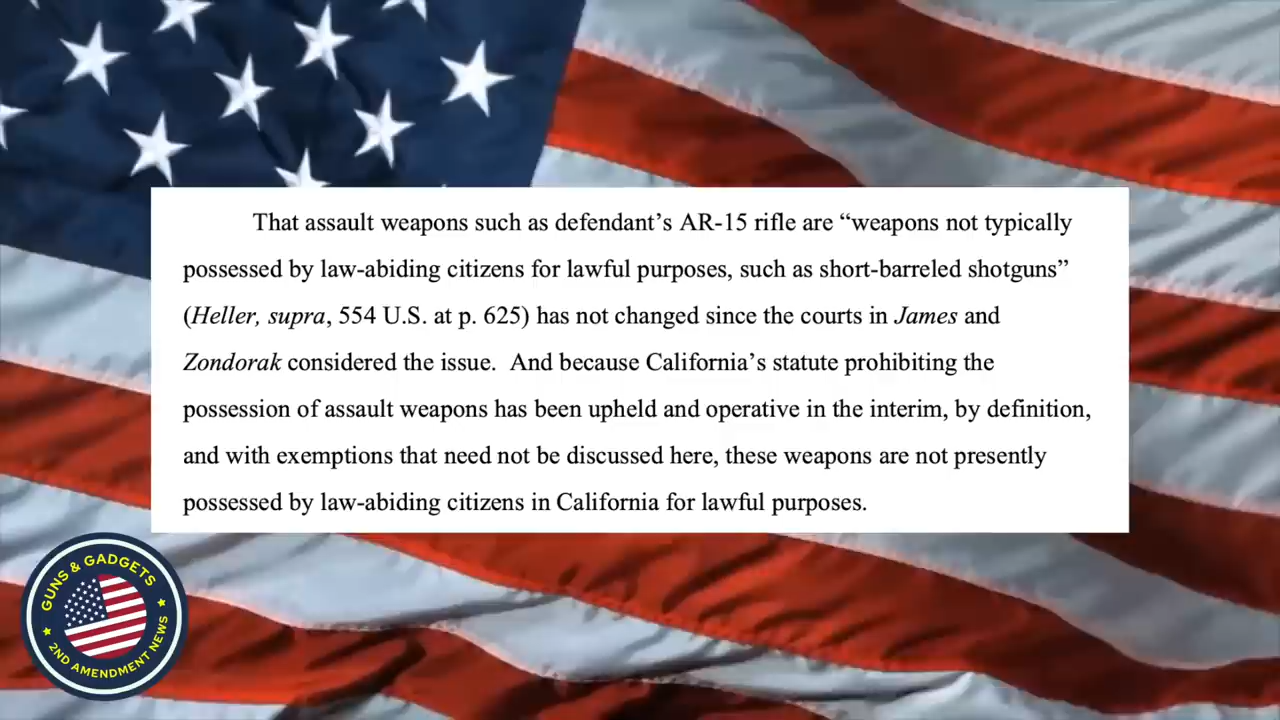 That assault weapons such as defendant’s AR-15 rifle are “weapons not typically
possessed by law-abiding citizens for lawful purposes, such as short-barreled shotguns”
(Heller, supra, 554 U.S. at p. 625) has not changed since the courts in James and
Zondorak considered the issue.  And because California’s statute prohibiting the
possession of assault weapons has been upheld and operative in the interim, by definition,
and with exemptions that need not be discussed here, these weapons are not presently
possessed by law-abiding citizens in California for lawful purposes.
GUNS & GADGETS
2ND AMENDMENT NEWS